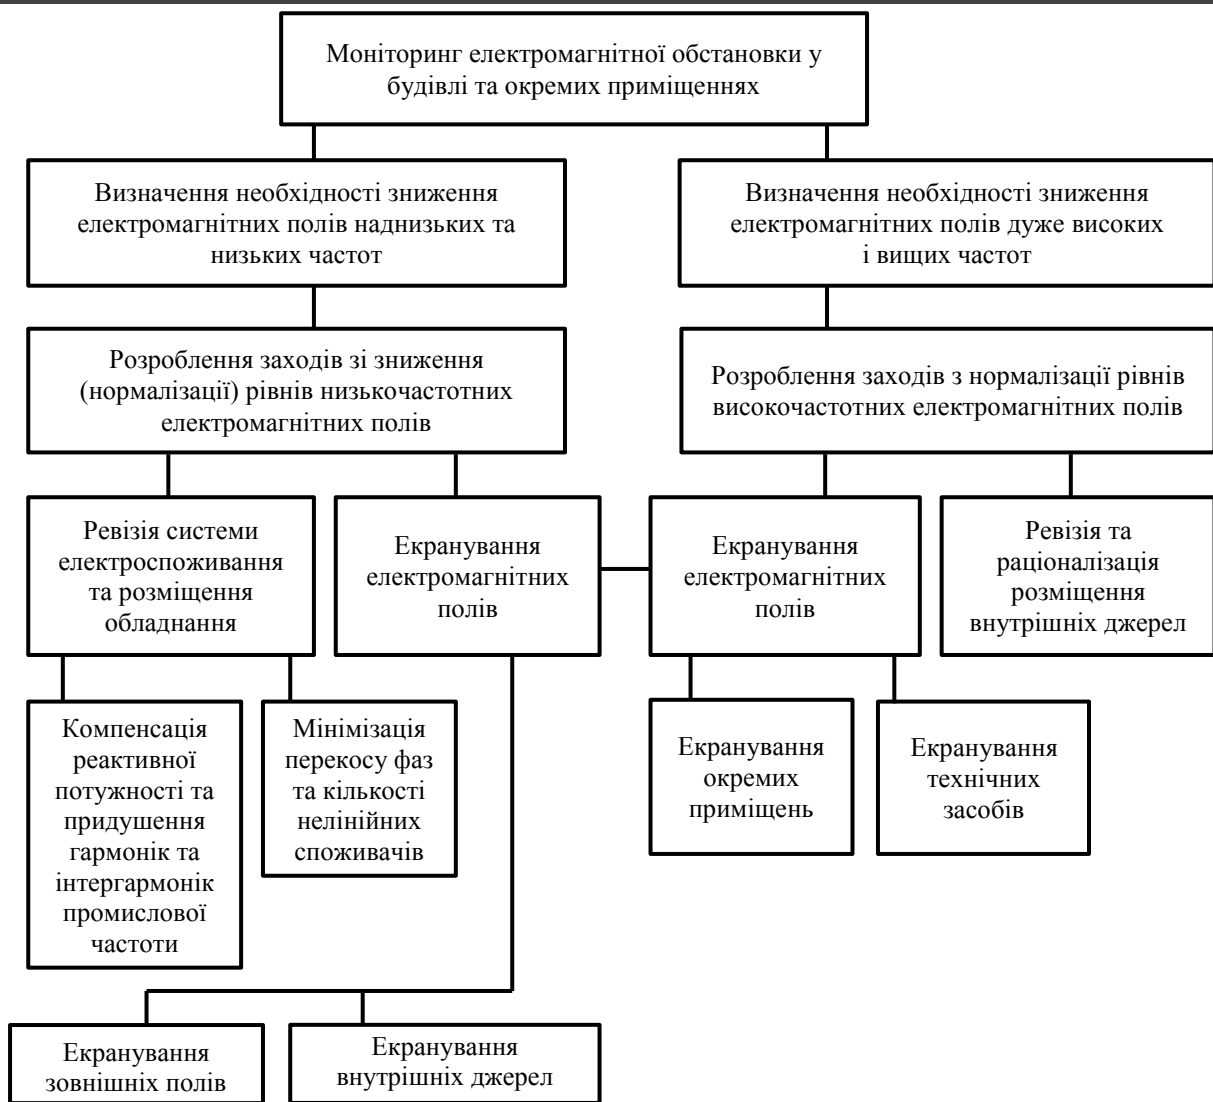 Моніторинг електромагнітної обстановки у
будівлі та окремих приміщеннях
Визначення необхідності зниження
електромагнітних полів наднизьких та
низьких частот
Визначення необхідності зниження
електромагнітних полів дуже високих
і вищих частот
Розроблення заходів зі зниження
(нормалізації) рівнів низькочастотних
електромагнітних полів
Розроблення заходів з нормалізації рівнів
високочастотних електромагнітних полів
Ревізія системи
електроспоживання
та розміщення
обладнання
Екранування
електромагнітних
полів
Екранування
електромагнітних
полів
Ревізія та
раціоналізація
розміщення
внутрішніх джерел
Компенсація
реактивної
потужності та
придушення
гармонік та
інтергармонік
промислової
частоти
Мінімізація
перекосу фаз
та кількості
нелінійних
споживачів
Екранування
окремих
приміщень
Екранування
технічних
засобів
Екранування
зовнішніх полів
Екранування
внутрішніх джерел